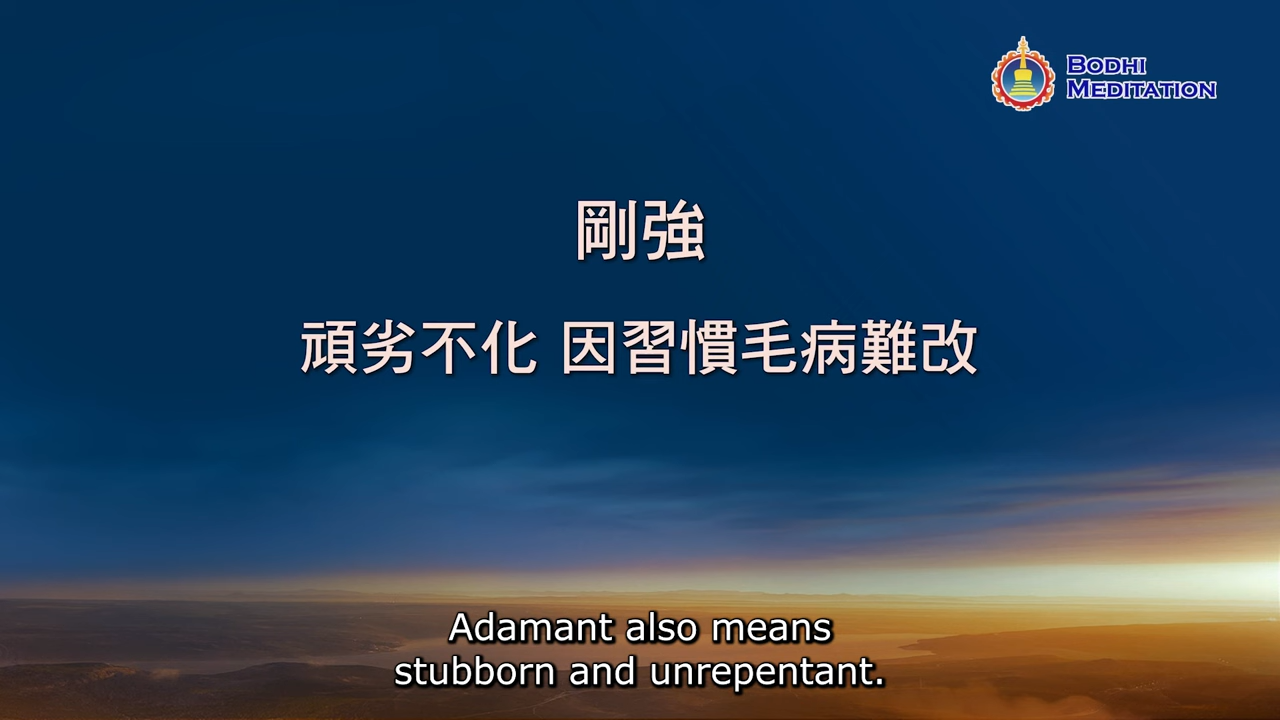 BODHI
MEDITATION
剛強
頑劣不化 因習慣毛病難改
Adamant also means
stubborn and unrepentant.